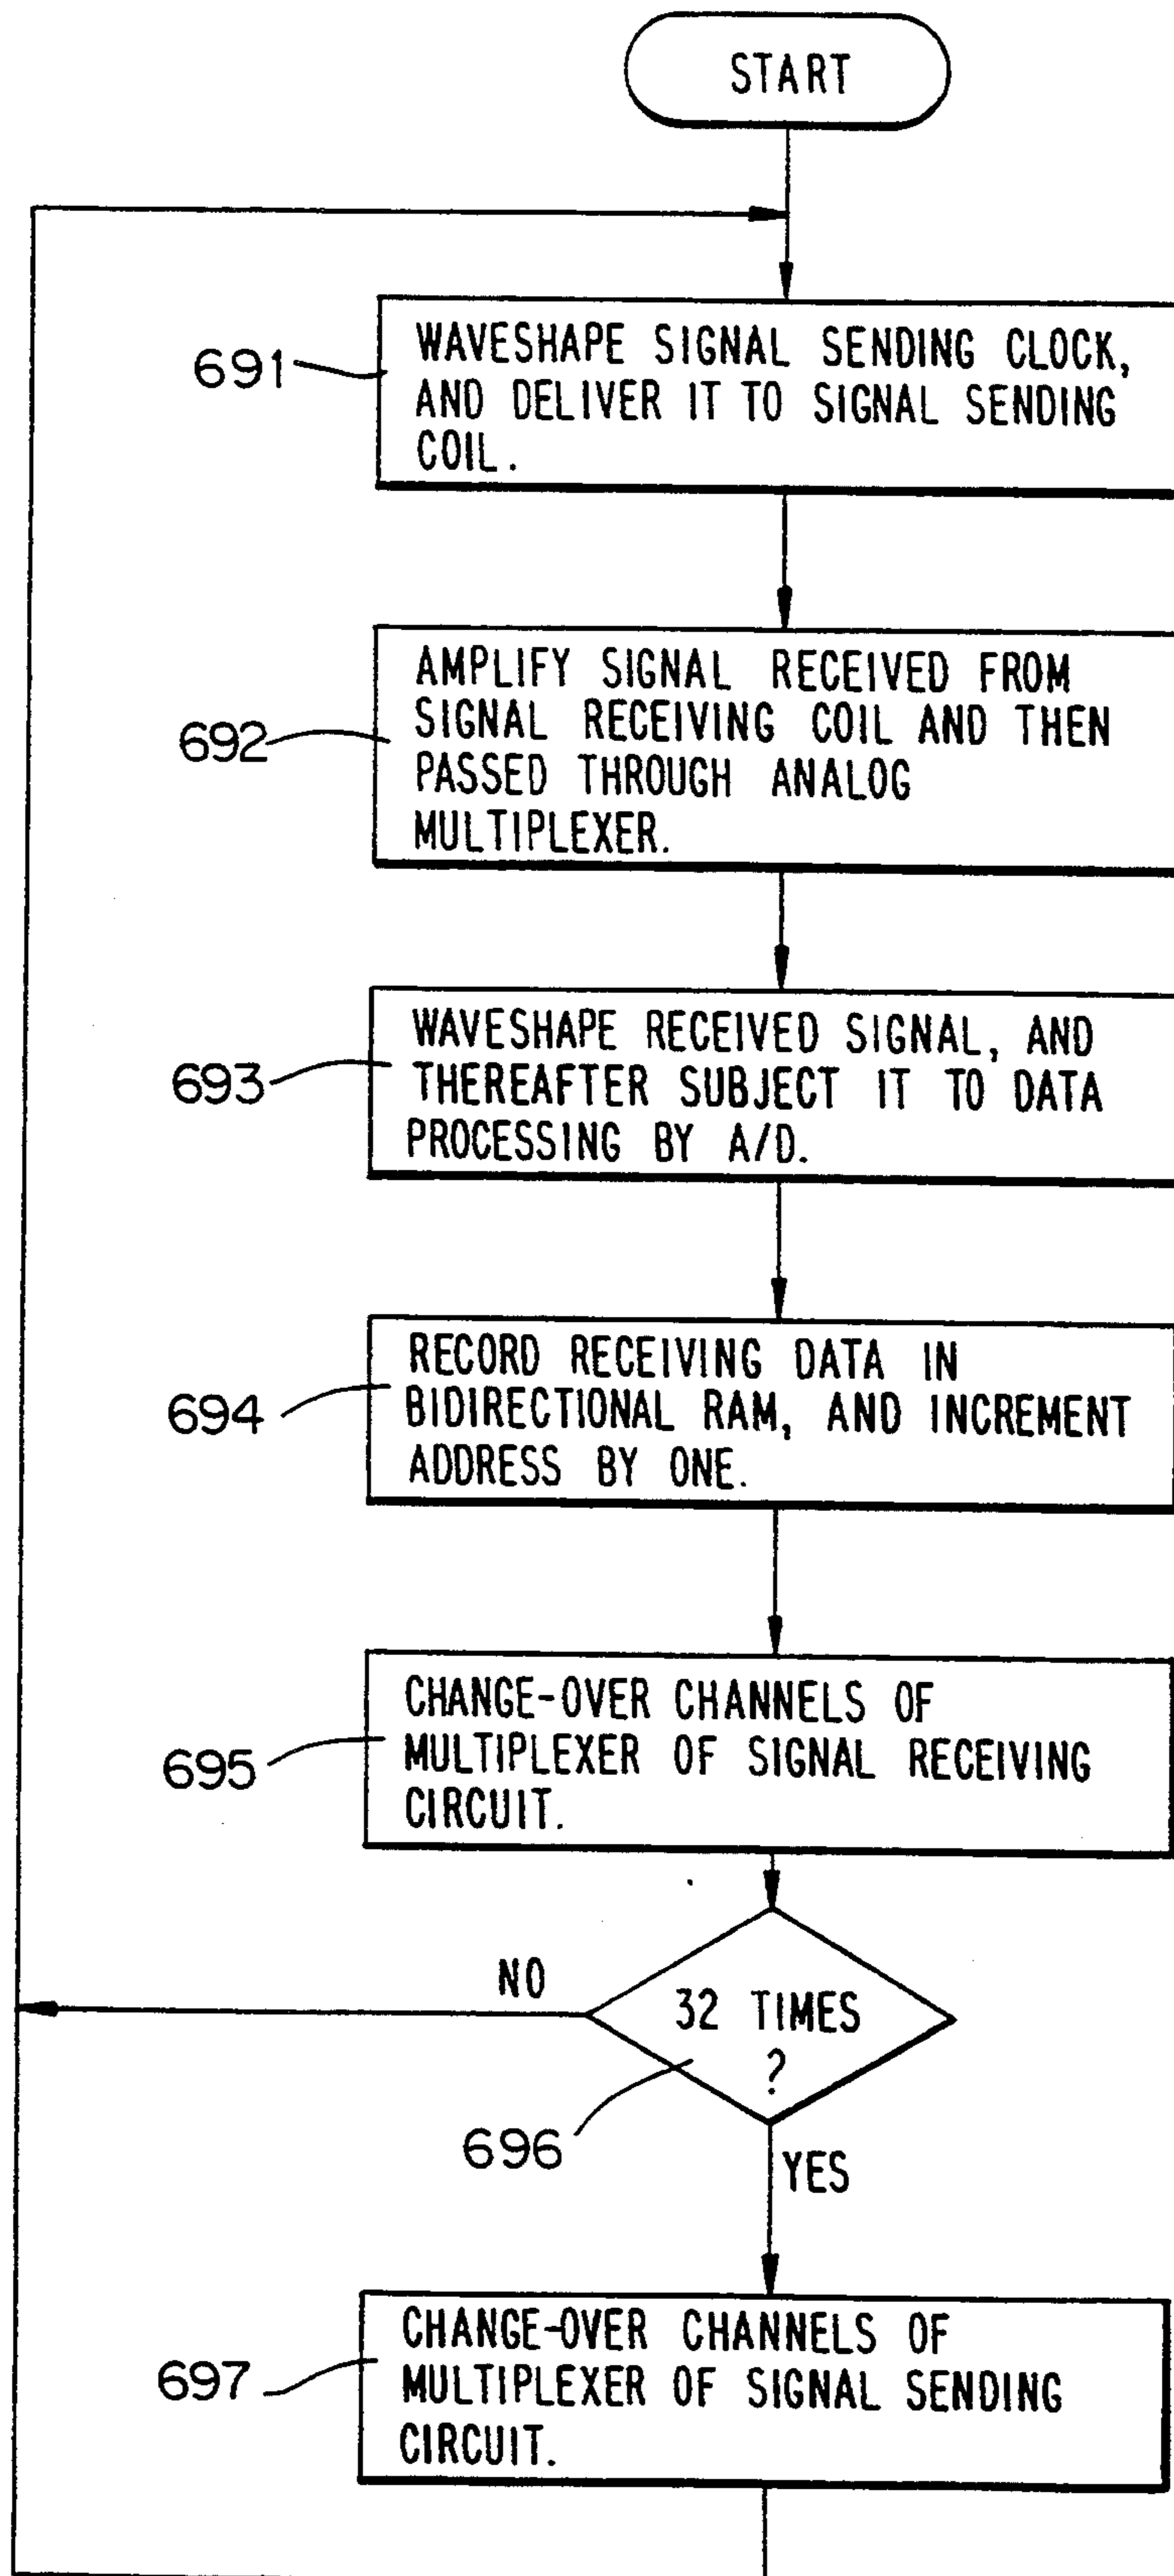 START
691
WAVESHAPE SIGNAL SENDING CLOCK,
AND DELIVER IT TO SIGNAL SENDING
COIL.
692
AMPLIFY SIGNAL RECEIVED FROM
SIGNAL RECEIVING COIL AND THEN
PASSED THROUGH ANALOG
MULTIPLEXER.
693
WAVESHAPE RECEIVED SIGNAL, AND
THEREAFTER SUBJECT IT TO DATA
PROCESSING BY A/D.
694
RECORD RECEIVING DATA IN
BIDIRECTIONAL RAM, AND INCREMENT
ADDRESS BY ONE.
695
CHANGE-OVER CHANNELS OF
MULTIPLEXER OF SIGNAL RECEIVING
CIRCUIT.
NO
32 TIMES
?
696
YES
697
CHANGE-OVER CHANNELS OF
MULTIPLEXER OF SIGNAL SENDING
CIRCUIT.